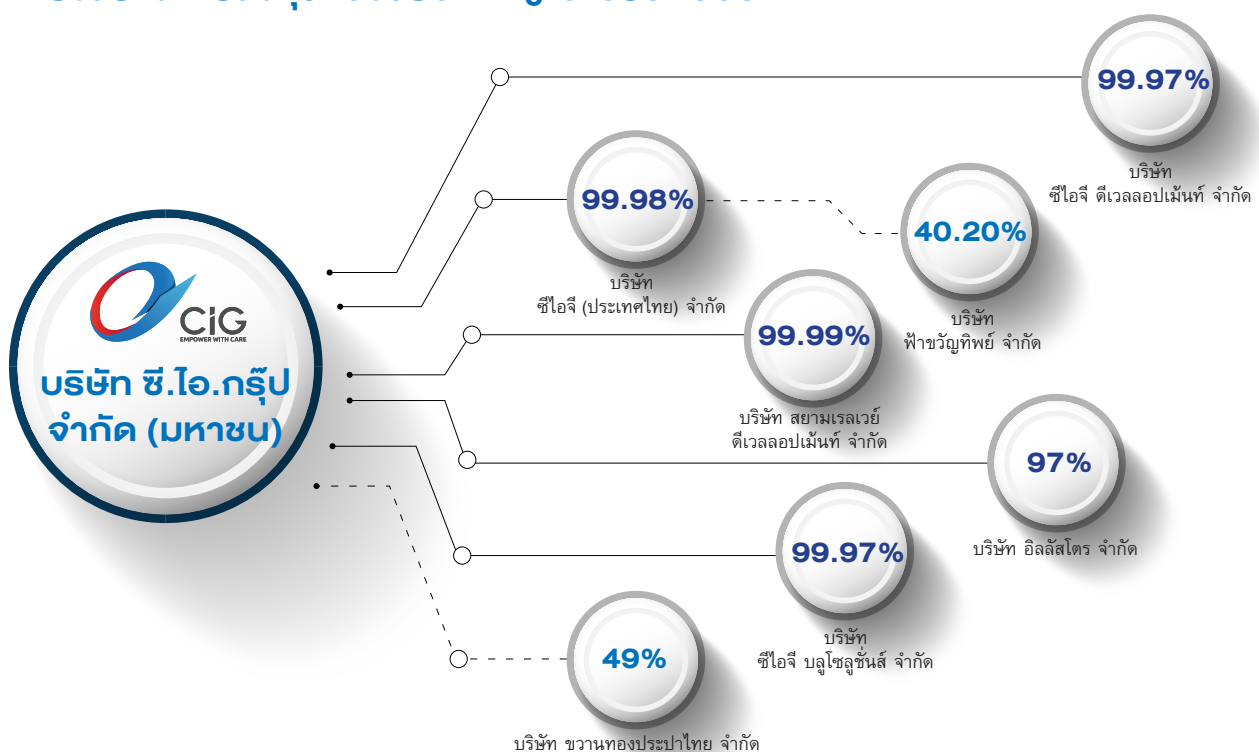 99.97%
บริษัท
ซีไอจี ดีเวลลอปเม้นท์ จำกัด
99.98%
บริษัท
ซีไอจี (ประเทศไทย) จำกัด
40.20%
บริษัท
ฟ้าขวัญทิพย์ จำกัด
CIG
EMPOWER WITH CARE
บริษัท ซี.ไอ.กรุ๊ป
จำกัด (มหาชน)
99.99%
บริษัท สยามเรลเวย์
ดีเวลลอปเม้นท์ จำกัด
97%
บริษัท อิลลัสโตร จำกัด
99.97%
บริษัท
ซีไอจี บลูโซลูชั่นส์ จำกัด
49%
บริษัท ขวานทองประปาไทย จำกัด